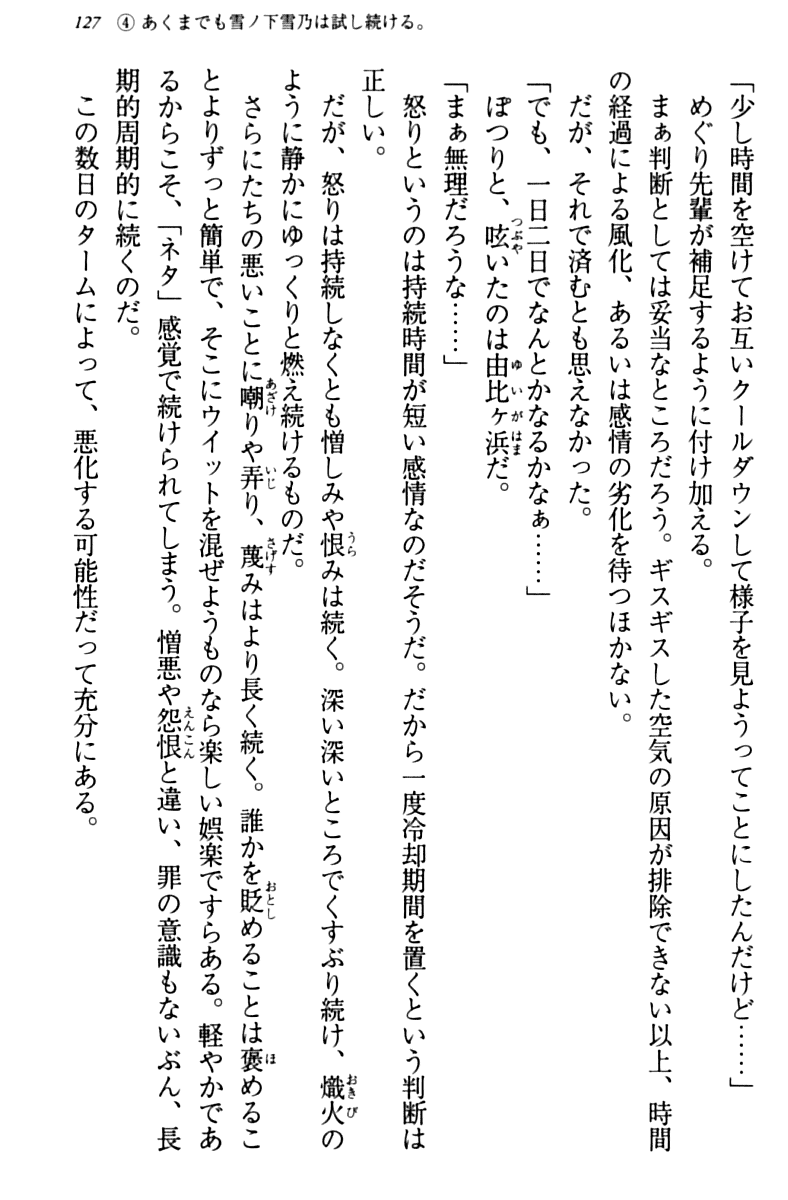 127 ④ あくまでも雪ノ下雪乃は試し続ける。
「少し時間を空けてお互いクールダウンして様子を見ようってことにしたんだけど……」
めぐり先輩が補足するように付け加える。
まぁ判断としては妥当なところだろう。ギスギスした空気の原因が排除できない以上、時間
の経過による風化、あるいは感情の劣化を待つほかない。
だが、それで済むとも思えなかった。
「でも、一日二日でなんとかなるかなぁ……」
ぽつりと、呟いたのは由比ヶ浜だ。
「まぁ無理だろうな……」
怒りというのは持続時間が短い感情なのだそうだ。だから一度冷却期間を置くという判断は
正しい。
だが、怒りは持続しなくとも憎しみや恨みは続く。深い深いところでくすぶり続け、熾火の
ように静かにゆっくりと燃え続けるものだ。
さらにたちの悪いことに嘲りや弄り、蔑みはより長く続く。誰かを貶めることは褒めるこ
とよりずっと簡単で、そこにウイットを混ぜようものなら楽しい娯楽ですらある。軽やかであ
るからこそ、「ネタ」感覚で続けられてしまう。憎悪や怨恨と違い、罪の意識もないぶん、長
期的周期的に続くのだ。
この数日のタームによって、悪化する可能性だって充分にある。